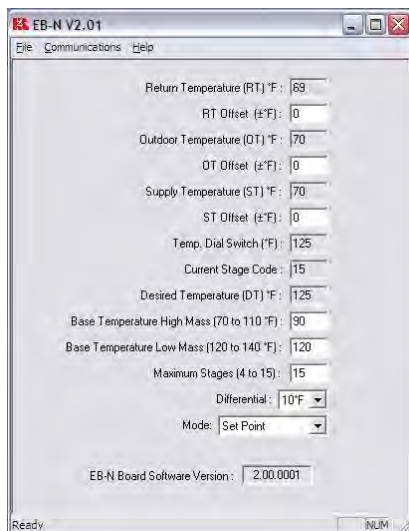 EB-N V2.01
File Communications Help
Return Temperature (RT) °F : 69
RT Offset (±°F) : 0
Outdoor Temperature (OT) °F : 70
OT Offset (±°F) : 0
Supply Temperature (ST) °F : 70
ST Offset (±°F) : 0
Temp. Dial Switch (°F) : 125
Current Stage Code : 15
Desired Temperature (DT) °F : 125
Base Temperature High Mass (70 to 110 °F) : 90
Base Temperature Low Mass (120 to 140 °F) : 120
Maximum Stages (4 to 15) : 15
Differential : 10°F
Mode: Set Point
EB-N Board Software Version : 2.00.0001
Ready NUM